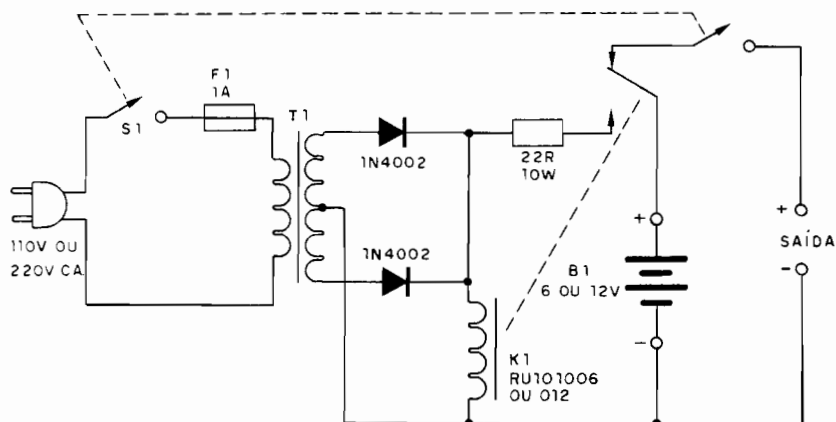 F1
1A
S1
T1
1N4002
22R
10W
110V OU
220V CA
1N4002
B1
6 OU 12V
+
-
+
SAÍDA
-
K1
RU101006
OU 012